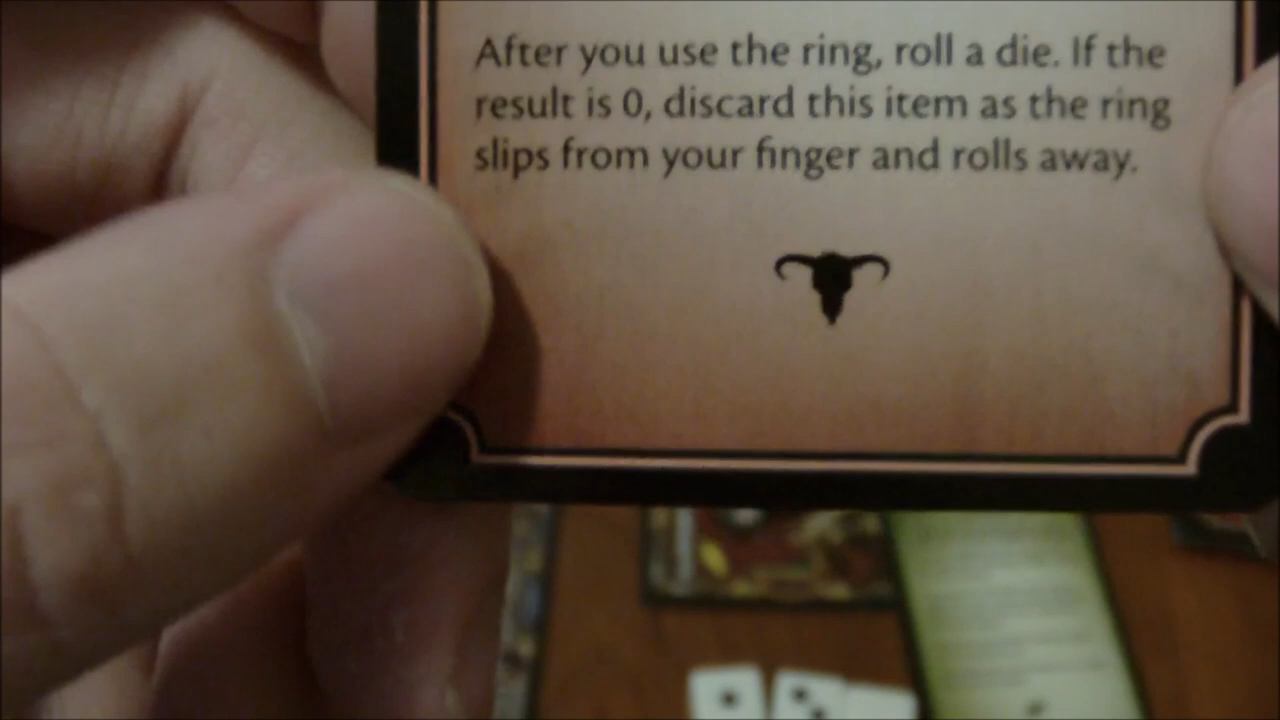 After you use the ring, roll a die. If the
result is 0, discard this item as the ring
slips from your finger and rolls away.